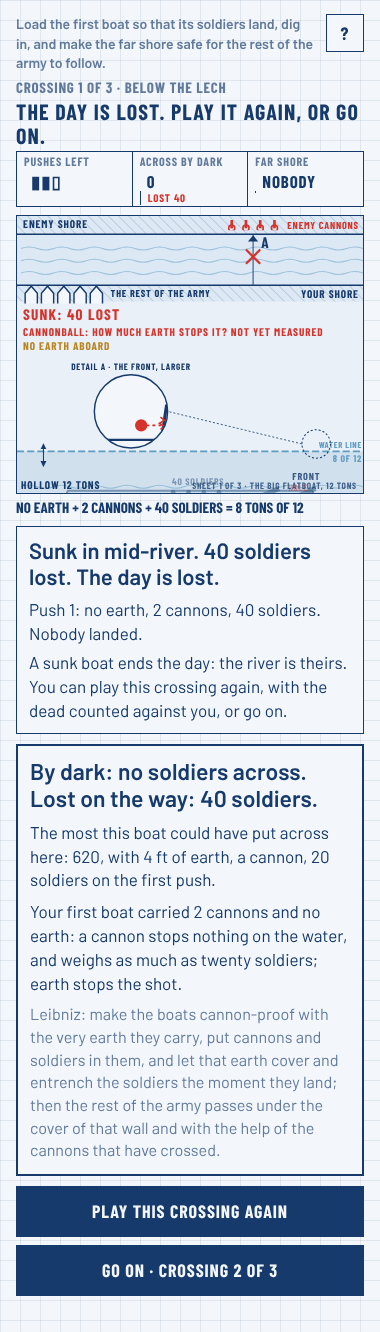 Load the first boat so that its soldiers land, dig
in, and make the far shore safe for the rest of the
army to follow.
?
CROSSING 1 OF 3 · BELOW THE LECH
THE DAY IS LOST. PLAY IT AGAIN, OR GO
ON.
PUSHES LEFT
ACROSS BY DARK
0
LOST 40
FAR SHORE
NOBODY
ENEMY SHORE
ENEMY CANNONS
A
THE REST OF THE ARMY
YOUR SHORE
SUNK: 40 LOST
CANNONBALL: HOW MUCH EARTH STOPS IT? NOT YET MEASURED
NO EARTH ABOARD
DETAIL A · THE FRONT, LARGER
WATER LINE
8 OF 12
40 SOLDIERS
FRONT
HOLLOW 12 TONS
SHEET 1 OF 3 · THE BIG FLATBOAT, 12 TONS
NO EARTH + 2 CANNONS + 40 SOLDIERS = 8 TONS OF 12
Sunk in mid-river. 40 soldiers
lost. The day is lost.
Push 1: no earth, 2 cannons, 40 soldiers.
Nobody landed.
A sunk boat ends the day: the river is theirs.
You can play this crossing again, with the
dead counted against you, or go on.
By dark: no soldiers across.
Lost on the way: 40 soldiers.
The most this boat could have put across
here: 620, with 4 ft of earth, a cannon, 20
soldiers on the first push.
Your first boat carried 2 cannons and no
earth: a cannon stops nothing on the water,
and weighs as much as twenty soldiers;
earth stops the shot.
Leibniz: make the boats cannon-proof with
the very earth they carry, put cannons and
soldiers in them, and let that earth cover and
entrench the soldiers the moment they land;
then the rest of the army passes under the
cover of that wall and with the help of the
cannons that have crossed.
PLAY THIS CROSSING AGAIN
GO ON · CROSSING 2 OF 3